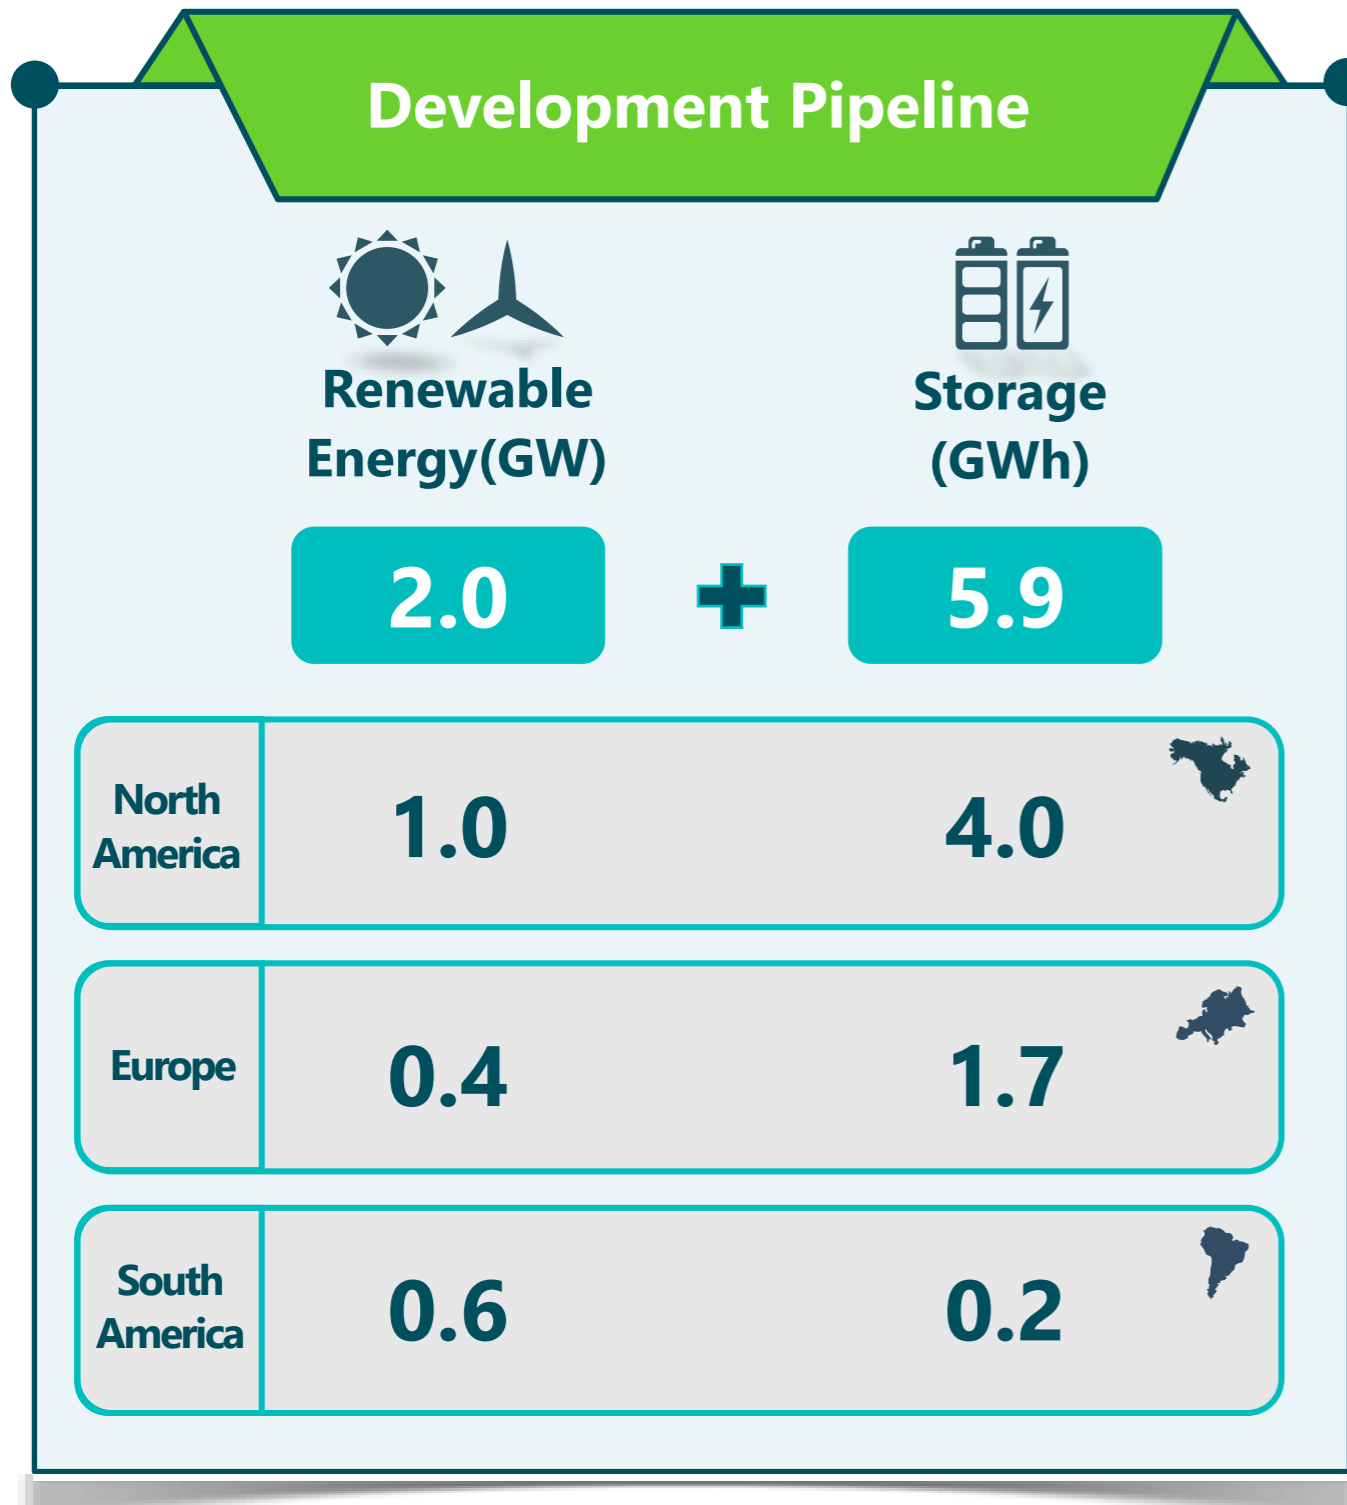 Development Pipeline
Renewable
Energy(GW)
Storage
(GWh)
2.0
5.9
North
America
1.0
4.0
Europe
0.4
1.7
South
America
0.6
0.2